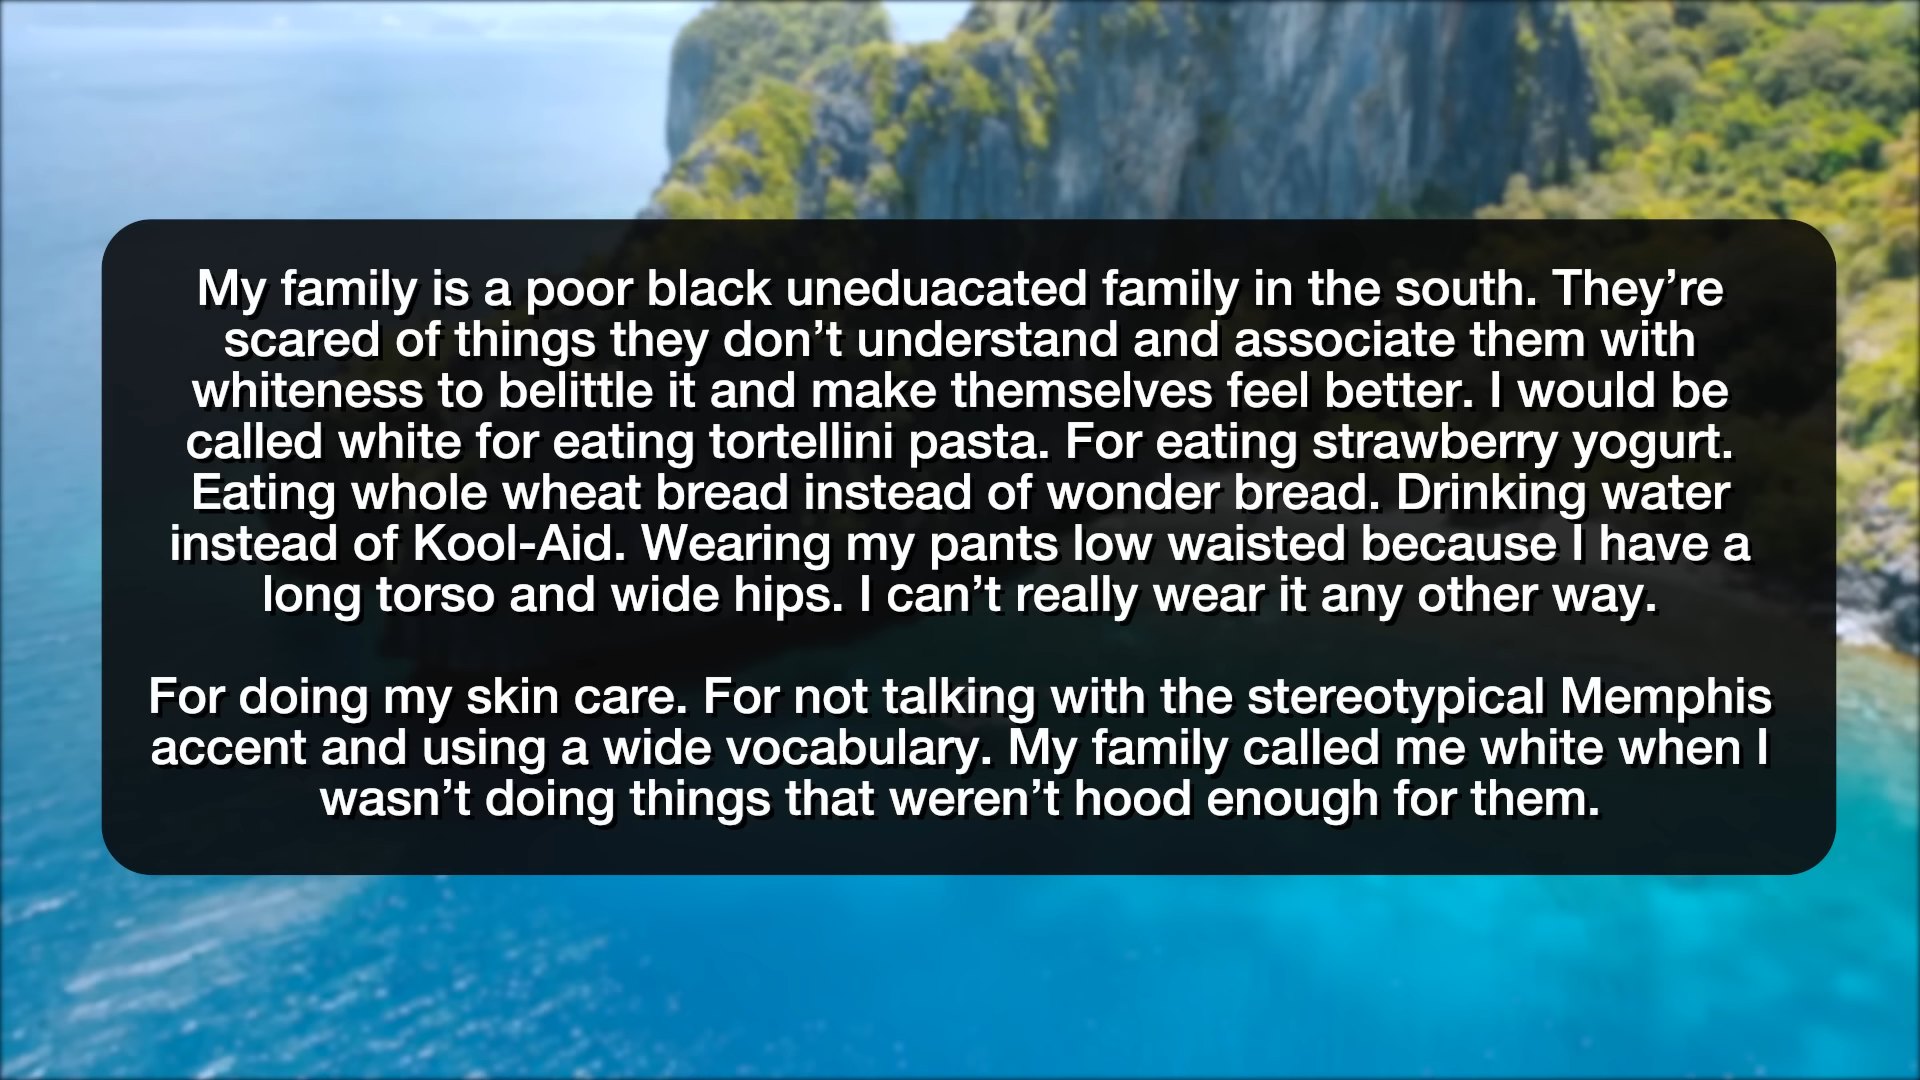 My family is a poor black uneduacated family in the south. They’re
scared of things they don’t understand and associate them with
whiteness to belittle it and make themselves feel better. I would be
called white for eating tortellini pasta. For eating strawberry yogurt.
Eating whole wheat bread instead of wonder bread. Drinking water
instead of Kool-Aid. Wearing my pants low waisted because I have a
long torso and wide hips. I can’t really wear it any other way.
For doing my skin care. For not talking with the stereotypical Memphis
accent and using a wide vocabulary. My family called me white when I
wasn’t doing things that weren’t hood enough for them.